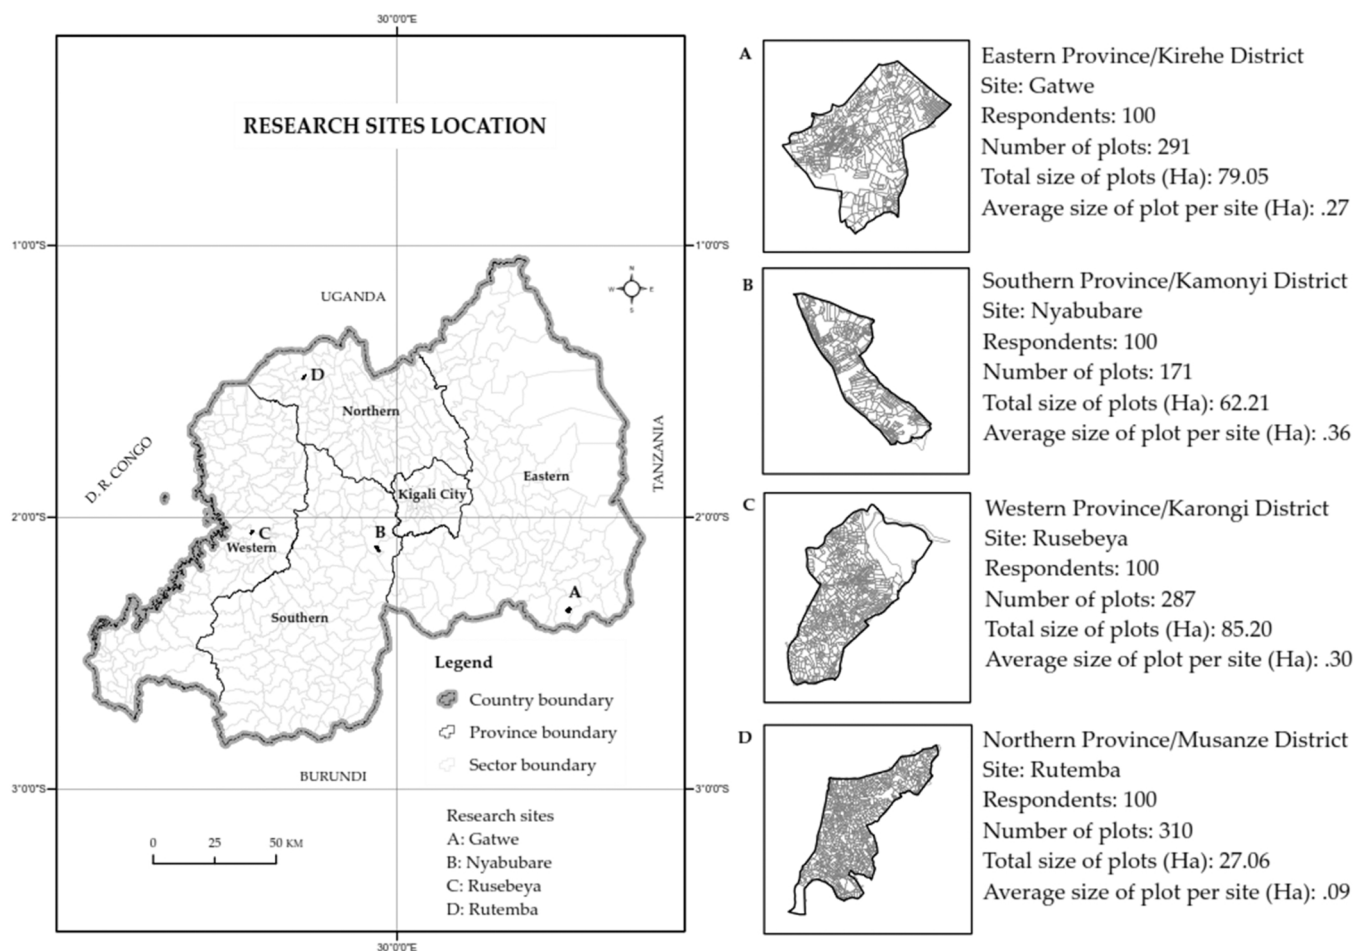 30°0'0"E
RESEARCH SITES LOCATION
1°0'0"S
1°0'0"S
N
W
E
S
UGANDA
D
Northern
TANZANIA
D. R. CONGO
Eastern
Kigali City
2°0'0"S
2°0'0"S
C
B
Western
A
Southern
Legend
Country boundary
Province boundary
Sector boundary
BURUNDI
3°0'0"S
3°0'0"S
Research sites
A: Gatwe
B: Nyabubare
C: Rusebeya
D: Rutemba
0 25 50 KM
30°0'0"E
A
Eastern Province/Kirehe District
Site: Gatwe
Respondents: 100
Number of plots: 291
Total size of plots (Ha): 79.05
Average size of plot per site (Ha): .27
B
Southern Province/Kamonyi District
Site: Nyabubare
Respondents: 100
Number of plots: 171
Total size of plots (Ha): 62.21
Average size of plot per site (Ha): .36
C
Western Province/Karongi District
Site: Rusebeya
Respondents: 100
Number of plots: 287
Total size of plots (Ha): 85.20
Average size of plot per site (Ha): .30
D
Northern Province/Musanze District
Site: Rutemba
Respondents: 100
Number of plots: 310
Total size of plots (Ha): 27.06
Average size of plot per site (Ha): .09